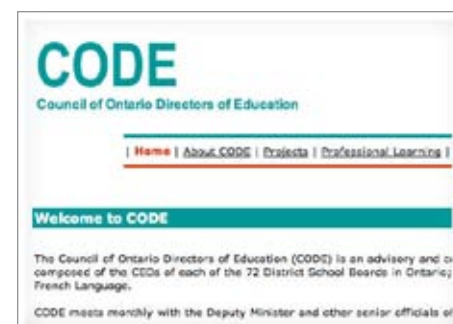 CODE
Council of Ontario Directors of Education
| Home | About CODE | Projects | Professional Learning |
Welcome to CODE
The Council of Ontario Directors of Education (CODE) is an advisory and
composed of the CEOs of each of the 72 District School Boards in Ontario;
French Language.
CODE meets monthly with the Deputy Minister and other senior officials